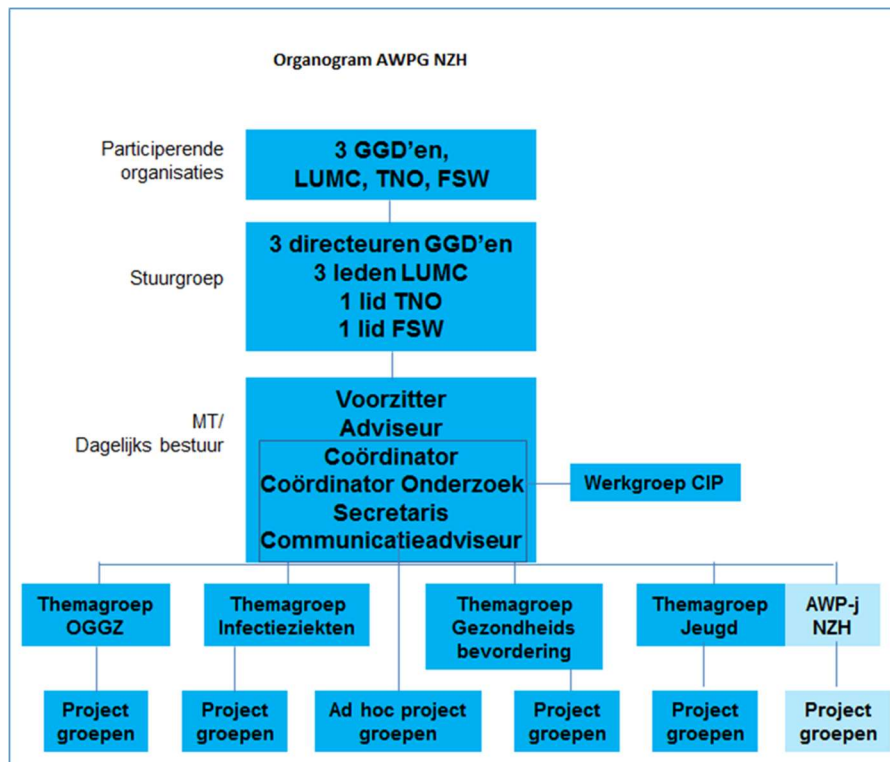 Organogram AWPG NZH
Participerende
organisaties
3 GGD'en,
LUMC, TNO, FSW
Stuurgroep
3 directeuren GGD'en
3 leden LUMC
1 lid TNO
1 lid FSW
MT/
Dagelijks bestuur
Voorzitter
Adviseur
Coördinator
Coördinator Onderzoek
Secretaris
Communicatieadviseur
Werkgroep CIP
Themagroep
OGGZ
Themagroep
Infectieziekten
Themagroep
Gezondheids
bevordering
Themagroep
Jeugd
AWP-j
NZH
Project
groepen
Project
groepen
Ad hoc project
groepen
Project
groepen
Project
groepen
Project
groepen